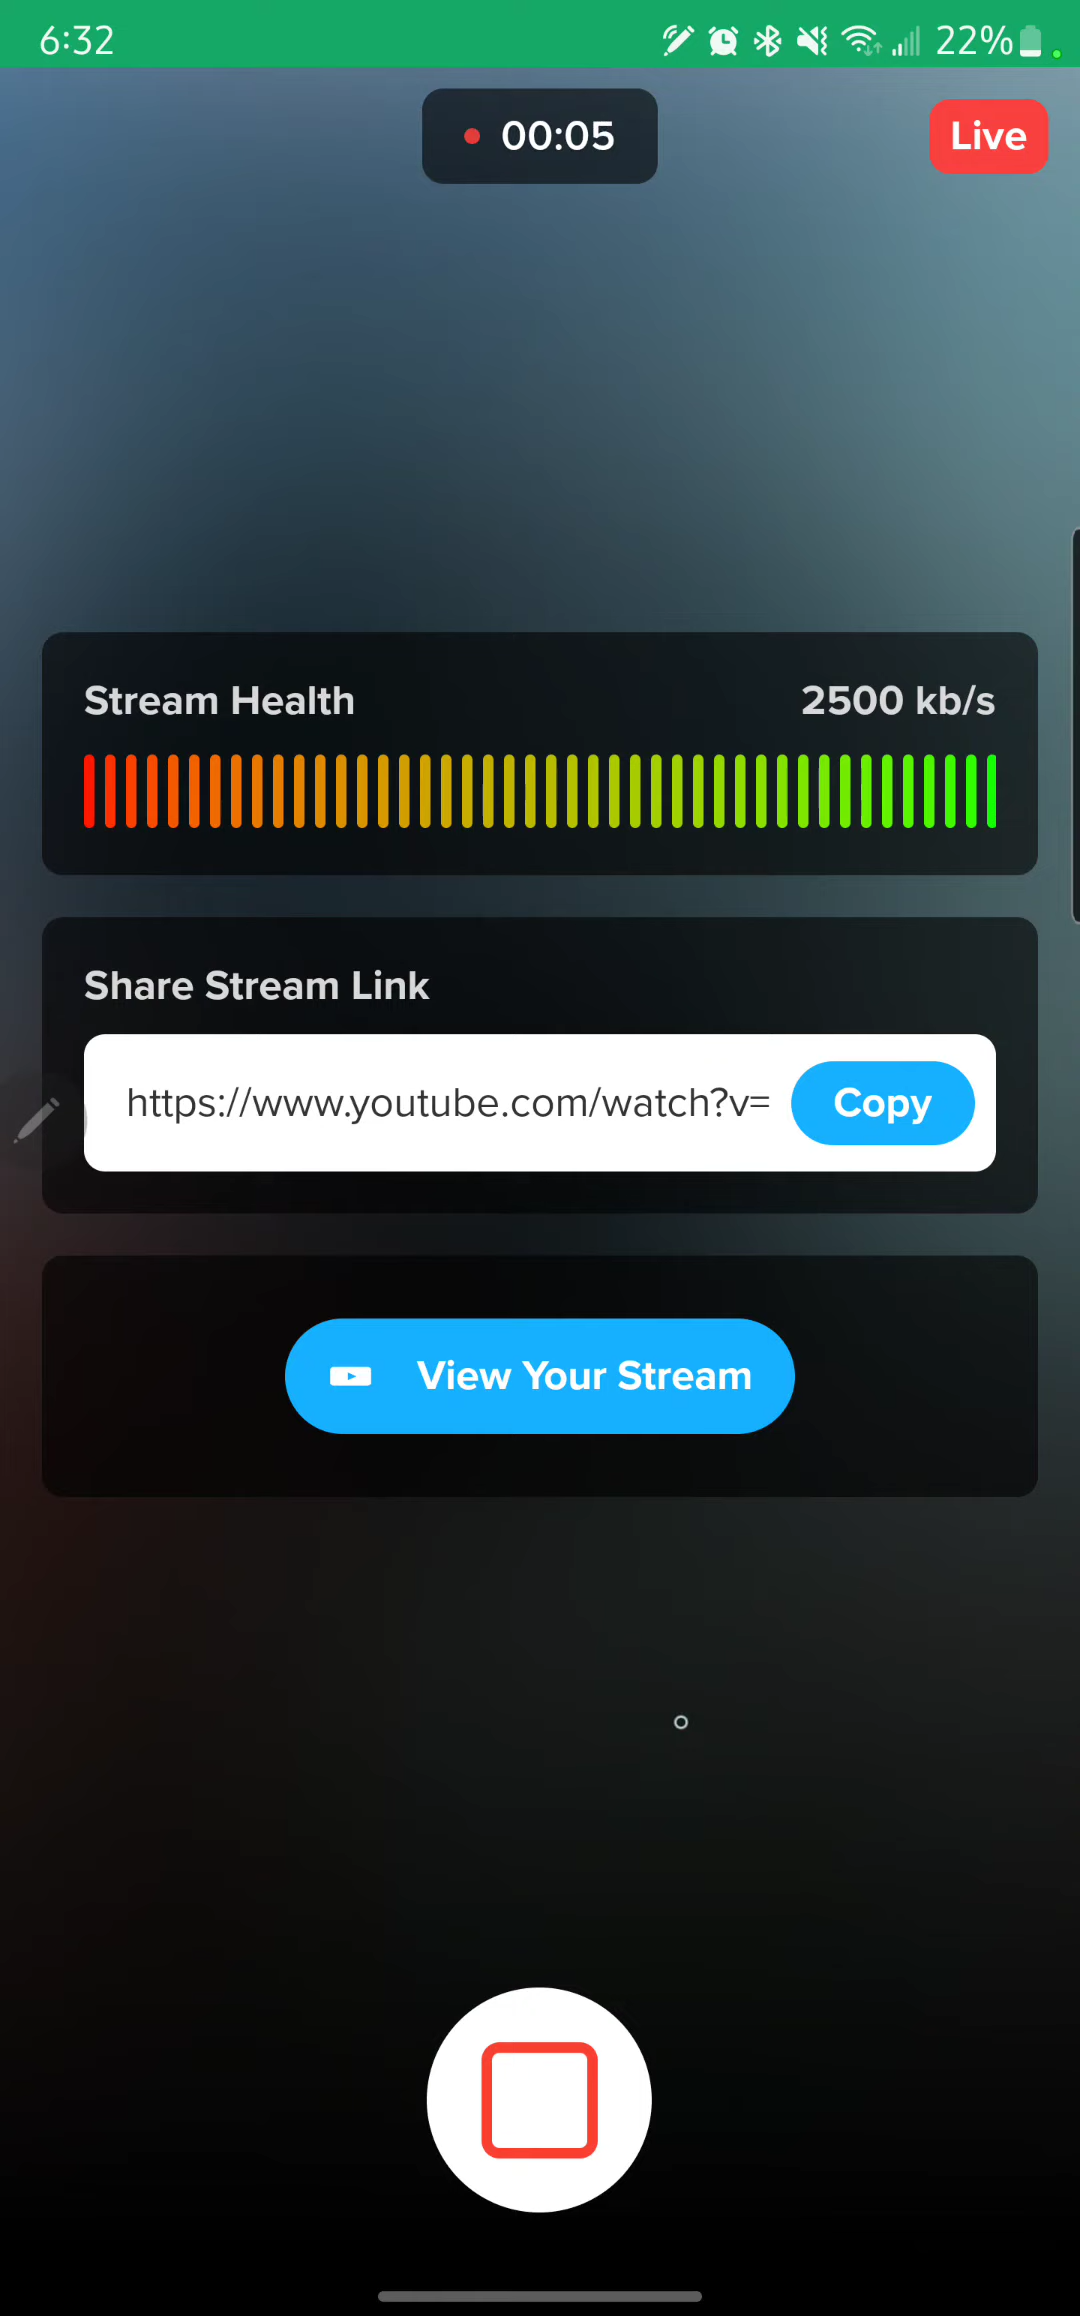 6:32
22%
00:05
Live
Stream Health
2500 kb/s
Share Stream Link
https://www.youtube.com/watch?v=
Copy
View Your Stream